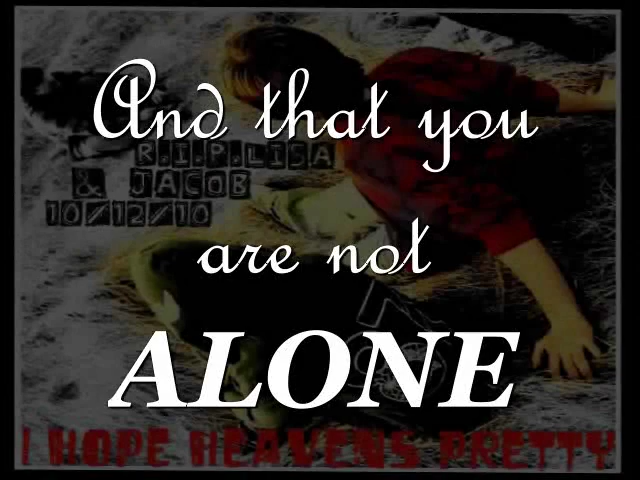 And that you
R.I.P. LISA
& JACOB
10/12/10
are not
ALONE
I HOPE HEAVENS PRETTY